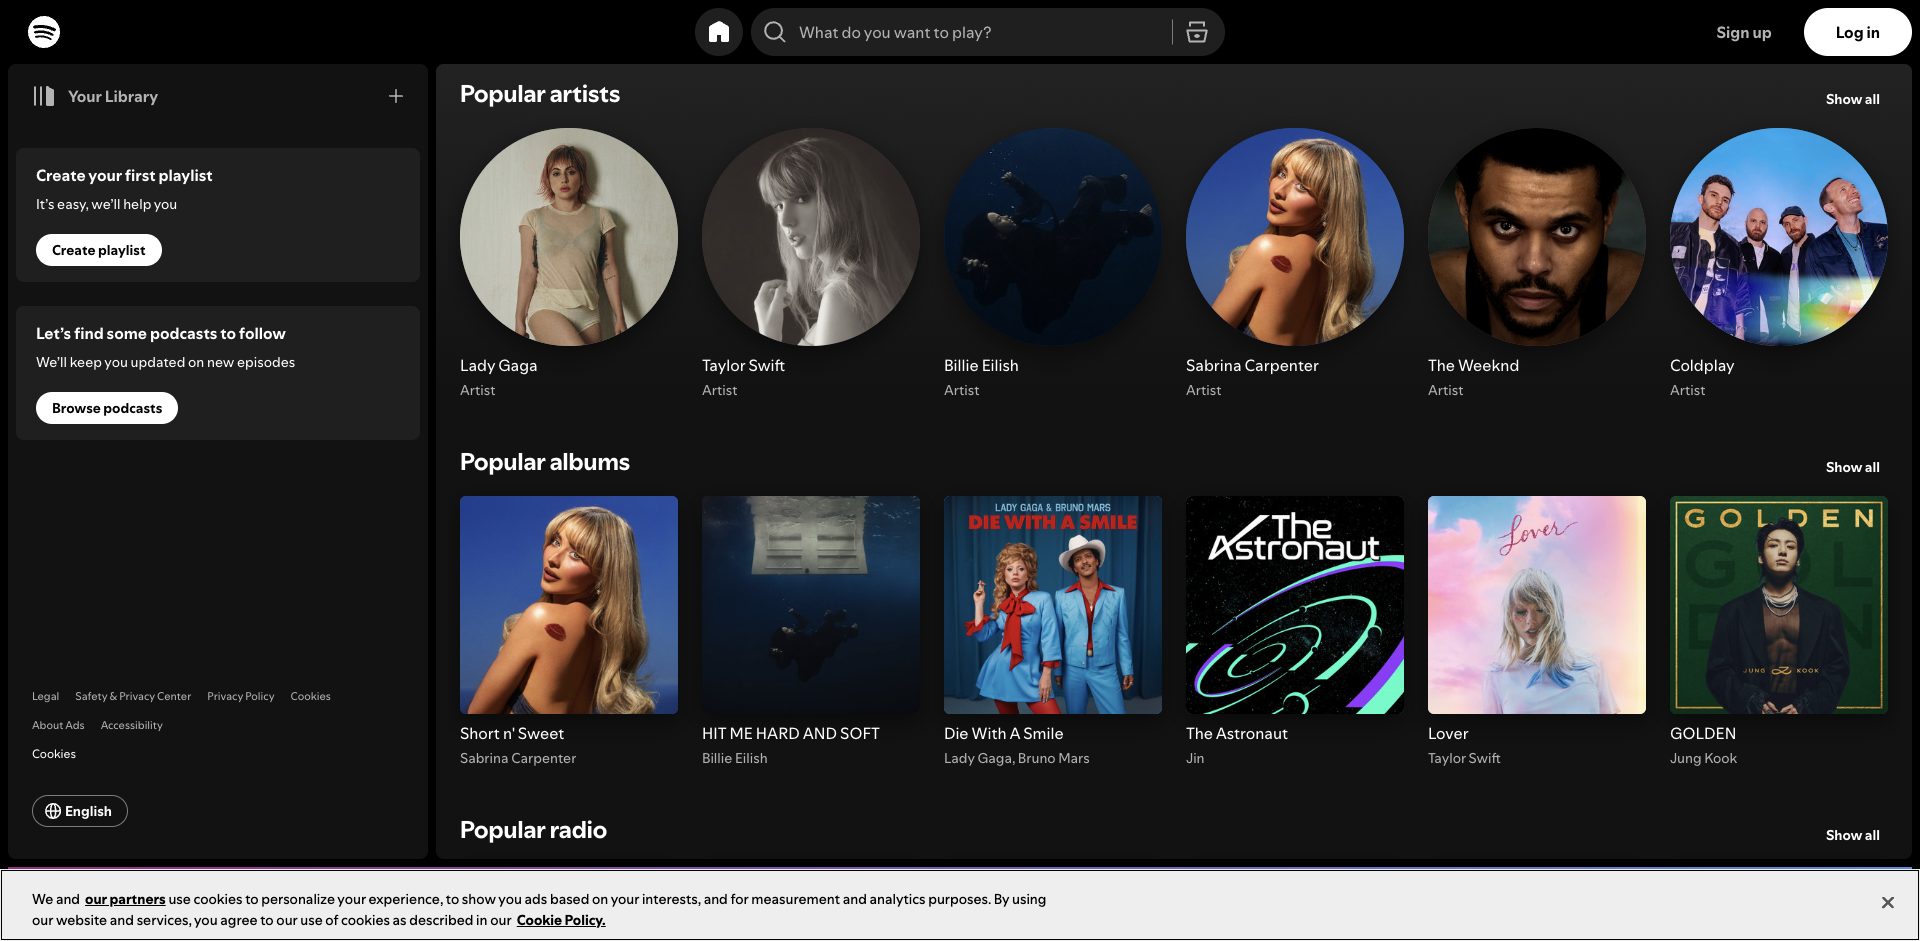 What do you want to play?
Sign up
Log in
Your Library
Create your first playlist
It's easy, we'll help you
Create playlist
Let's find some podcasts to follow
We'll keep you updated on new episodes
Browse podcasts
Legal Safety & Privacy Center Privacy Policy Cookies
About Ads Accessibility
Cookies
English
Popular artists
Show all
Lady Gaga
Artist
Taylor Swift
Artist
Billie Eilish
Artist
Sabrina Carpenter
Artist
The Weeknd
Artist
Coldplay
Artist
Popular albums
Show all
Short n' Sweet
Sabrina Carpenter
HIT ME HARD AND SOFT
Billie Eilish
LADY GAGA & BRUNO MARS
DIE WITH A SMILE
Die With A Smile
Lady Gaga, Bruno Mars
The
Astronaut
The Astronaut
Jin
Lover
Lover
Taylor Swift
GOLDEN
GOL
DEN
JUNG KOOK
GOLDEN
Jung Kook
Popular radio
Show all
We and our partners use cookies to personalize your experience, to show you ads based on your interests, and for measurement and analytics purposes. By using
our website and services, you agree to our use of cookies as described in our Cookie Policy.